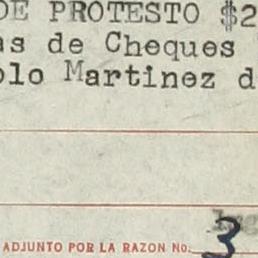 DE PROTESTO $2
as de Cheques
olo Martinez d
ADJUNTO POR LA RAZON No. 3